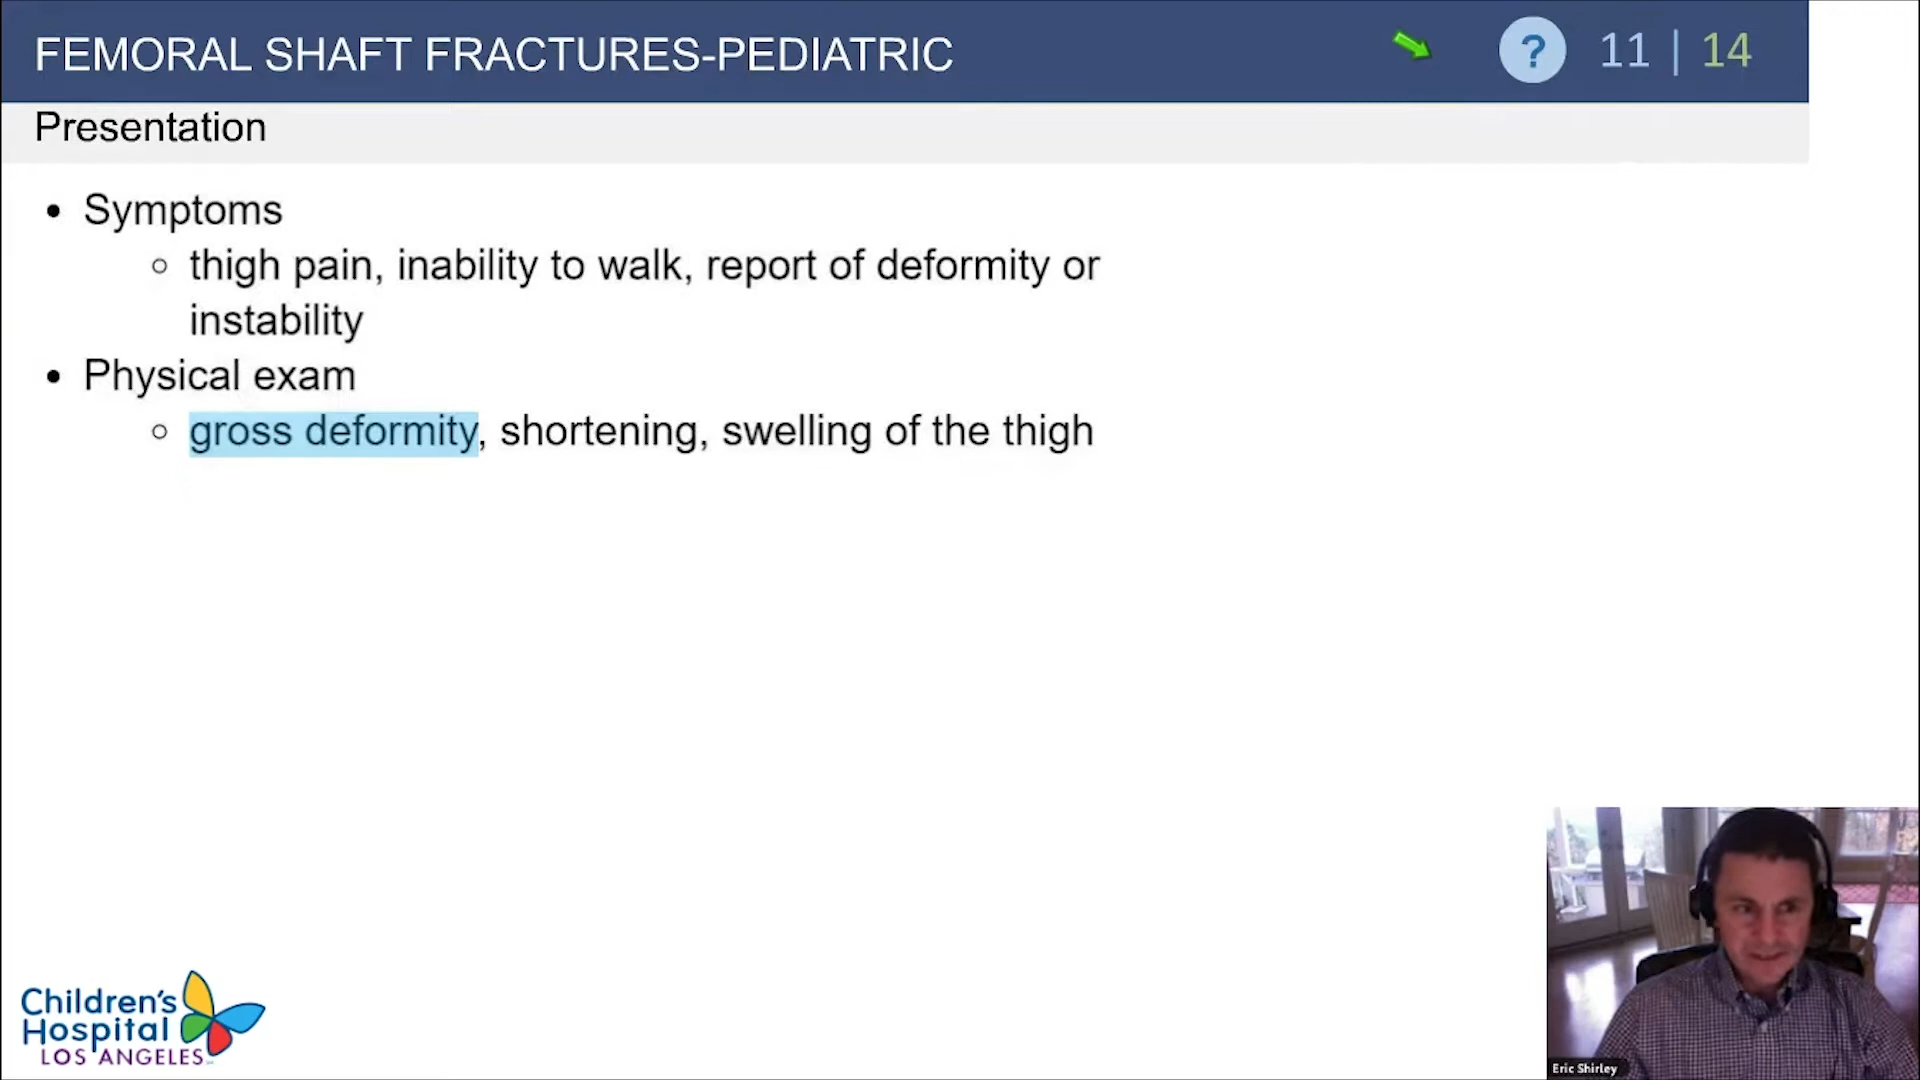 FEMORAL SHAFT FRACTURES-PEDIATRIC
? 11 | 14
Presentation
• Symptoms
○ thigh pain, inability to walk, report of deformity or
instability
• Physical exam
○ gross deformity, shortening, swelling of the thigh
Children's
Hospital
LOS ANGELES
Eric Shirley